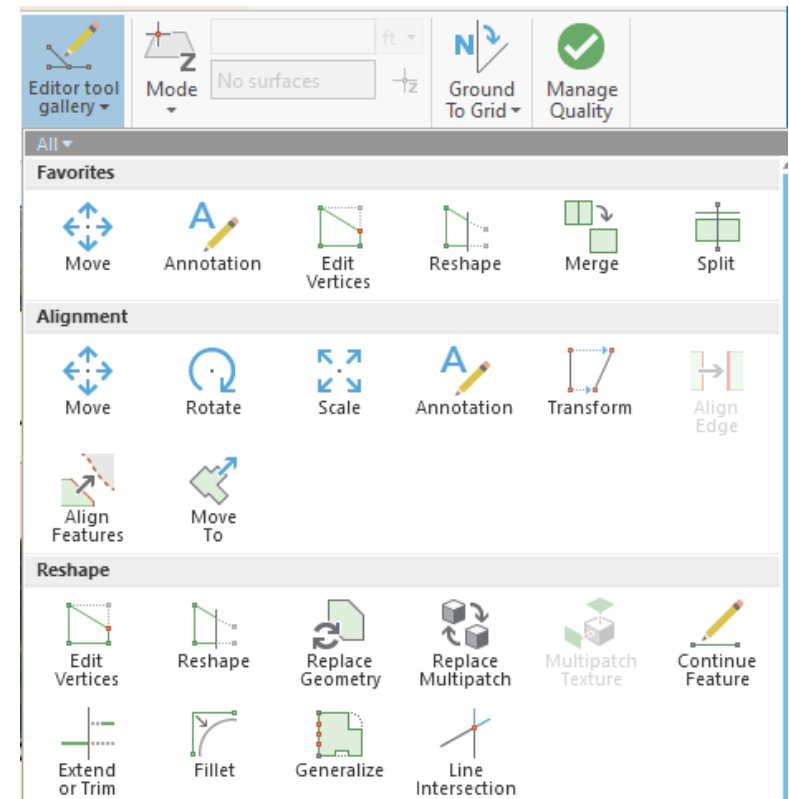 Editor tool
gallery
Mode
Z
ft
No surfaces
z
N
Ground
To Grid
Manage
Quality
All
Favorites
Move
A
Annotation
Edit
Vertices
Reshape
Merge
Split
Alignment
Move
Rotate
Scale
A
Annotation
Transform
Align
Edge
Align
Features
Move
To
Reshape
Edit
Vertices
Reshape
Replace
Geometry
Replace
Multipatch
Multipatch
Texture
Continue
Feature
Extend
or Trim
Fillet
Generalize
Line
Intersection